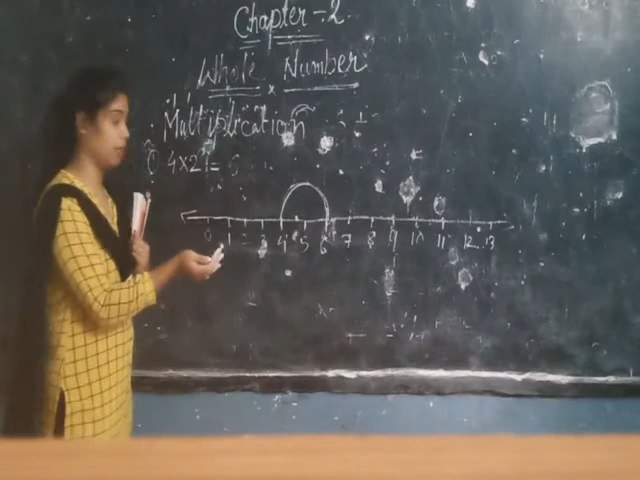 Chapter-2.
Whole Number
Multiplication
4x2=
0 1 2 3 4 5 6 7 8 9 10 11 12 13